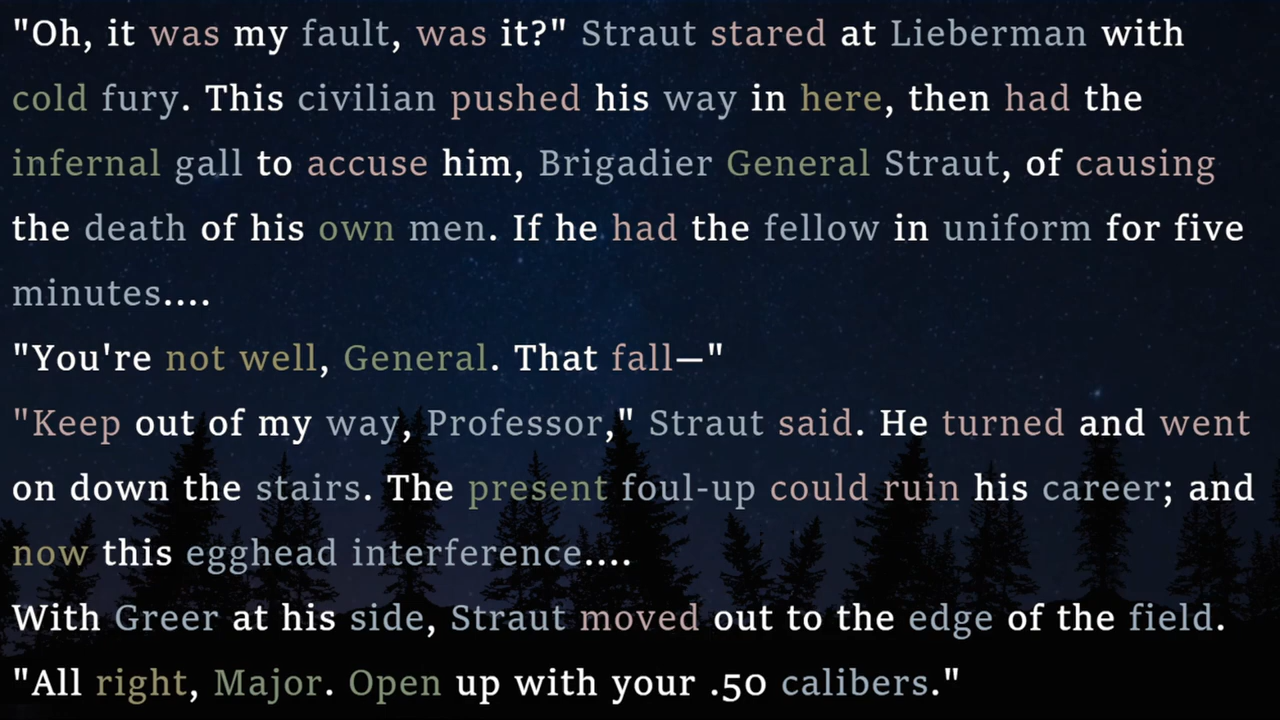 "Oh, it was my fault, was it?" Straut stared at Lieberman with
cold fury. This civilian pushed his way in here, then had the
infernal gall to accuse him, Brigadier General Straut, of causing
the death of his own men. If he had the fellow in uniform for five
minutes....
"You're not well, General. That fall—"
"Keep out of my way, Professor," Straut said. He turned and went
on down the stairs. The present foul-up could ruin his career; and
now this egghead interference....
With Greer at his side, Straut moved out to the edge of the field.
"All right, Major. Open up with your .50 calibers."